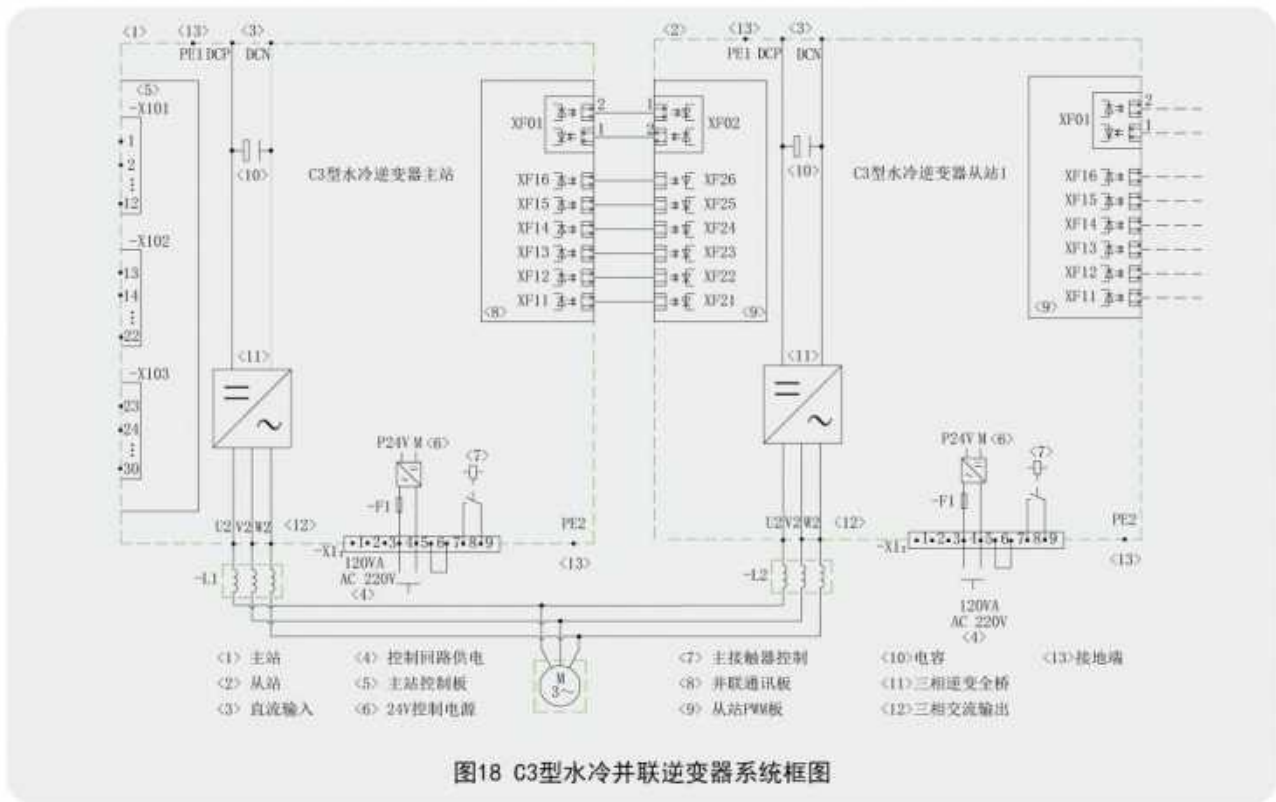 <1> <13> <3> <2> <13> <3>
PE1 DCP DCN PE1 DCP DCN
<5>
-X101
1
2
12
-X102
13
14
22
-X103
23
24
30
XF01 2 1 XF02
1 2
<10>
C3型水冷逆变器主站
XF16 XF26
XF15 XF25
XF14 XF24
XF13 XF23
XF12 XF22
XF11 XF21
<8> <9>
<10>
C3型水冷逆变器从站1
XF01 2
1
XF16
XF15
XF14
XF13
XF12
XF11
<9>
<11> <11>
P24V M <6> <7> P24V M <6> <7>
-F1 -F1
U2 V2 W2 <12> PE2 U2 V2 W2 <12> PE2
-X1: 1 2 3 4 5 6 7 8 9 -X1: 1 2 3 4 5 6 7 8 9
<13> <13>
-L1 -L2
120VA
AC 220V
<4>
120VA
AC 220V
<4>
M
3~
<1> 主站 <4> 控制回路供电 <7> 主接触器控制 <10>电容 <13>接地端
<2> 从站 <5> 主站控制板 <8> 并联通讯板 <11>三相逆变全桥
<3> 直流输入 <6> 24V控制电源 <9> 从站PWM板 <12>三相交流输出
图18 C3型水冷并联逆变器系统框图